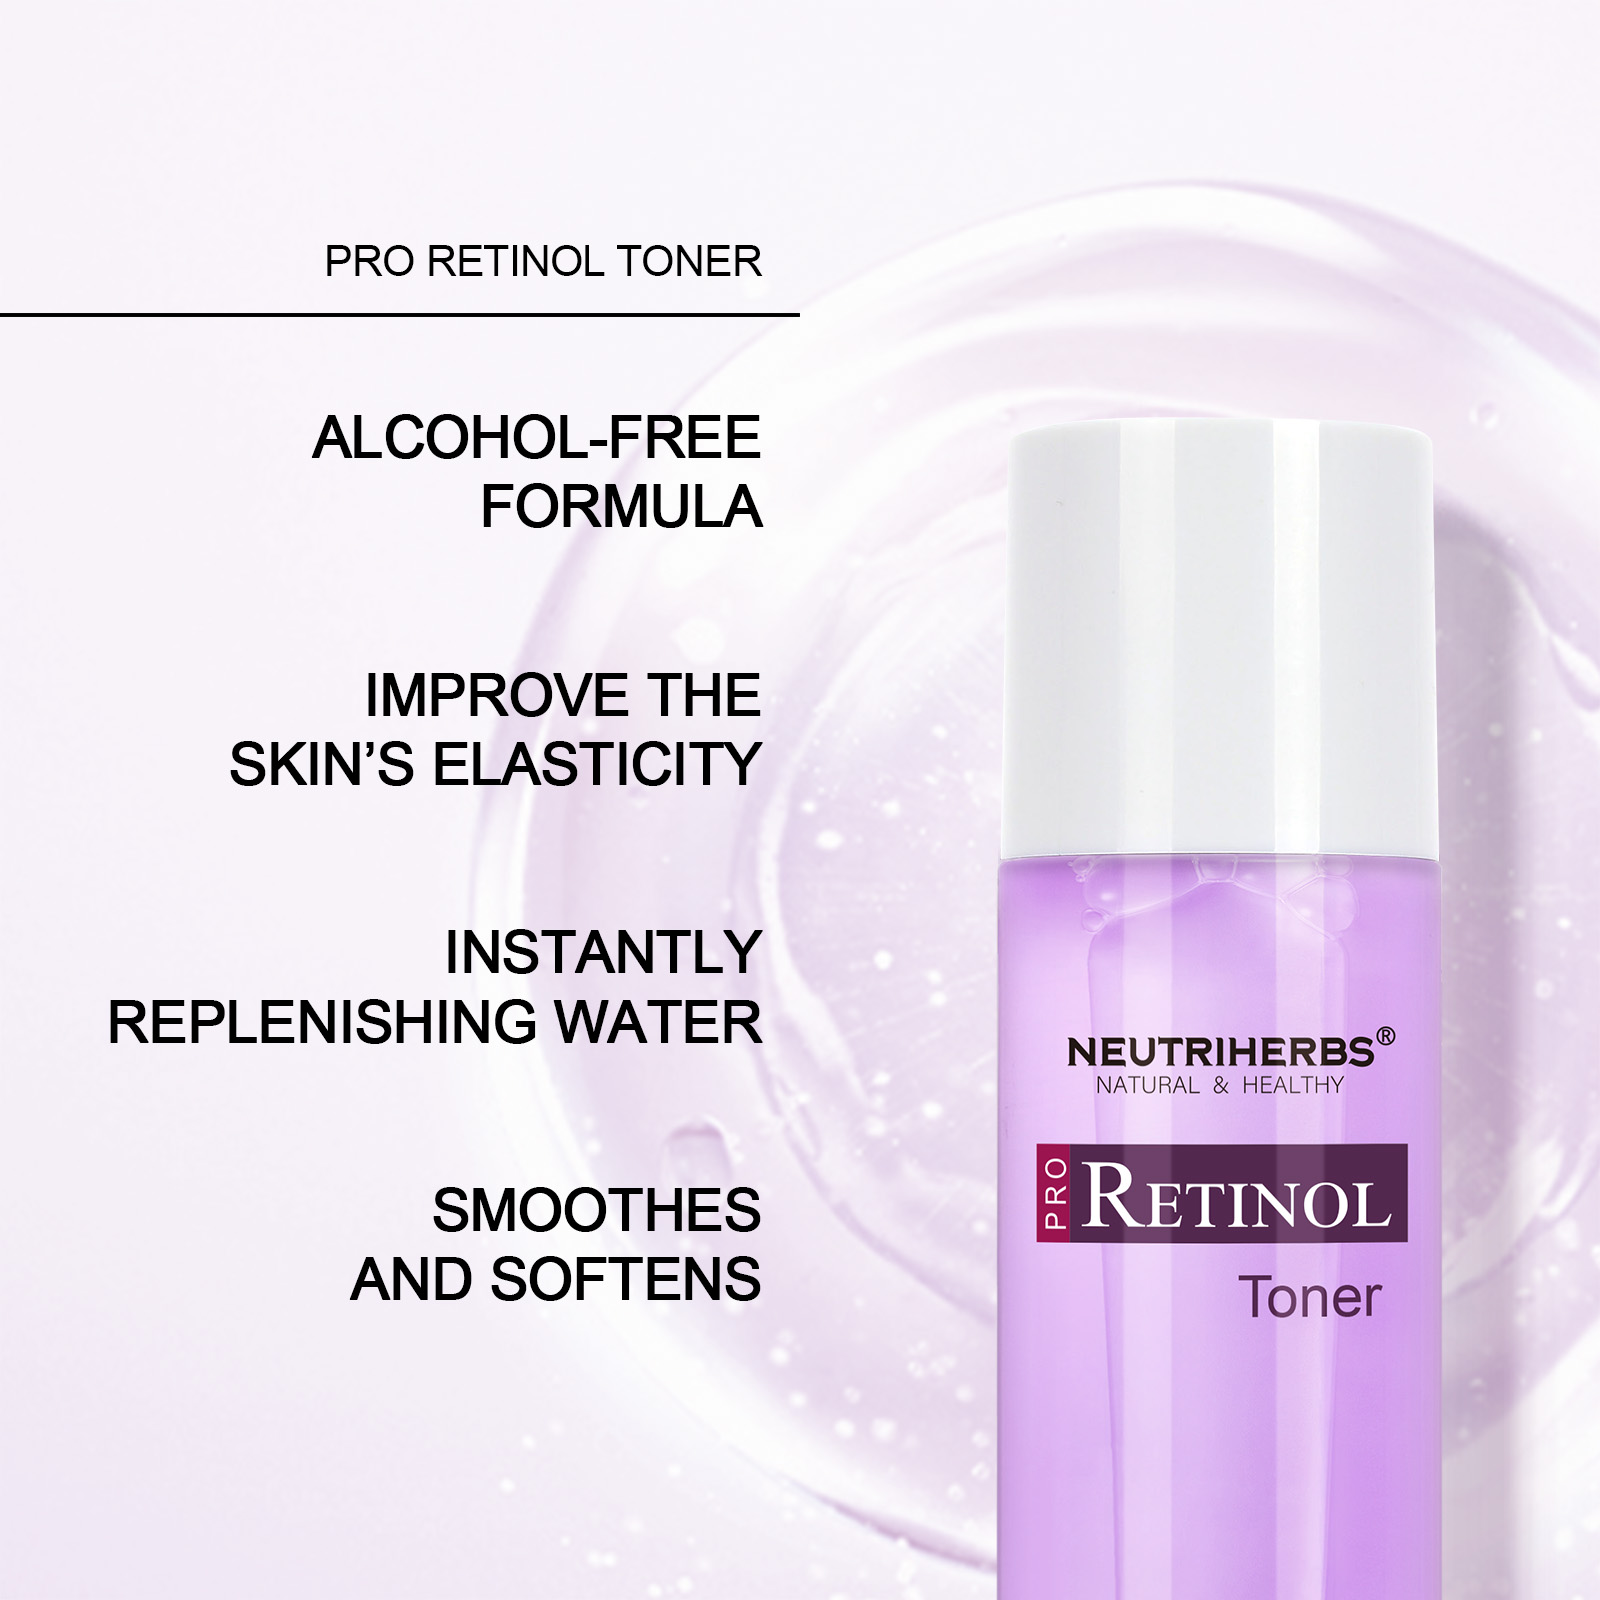 PRO RETINOL TONER
ALCOHOL-FREE
FORMULA
IMPROVE THE
SKIN’S ELASTICITY
INSTANTLY
REPLENISHING WATER
SMOOTHES
AND SOFTENS
NEUTRIHERBS®
NATURAL & HEALTHY
PRO RETINOL
Toner